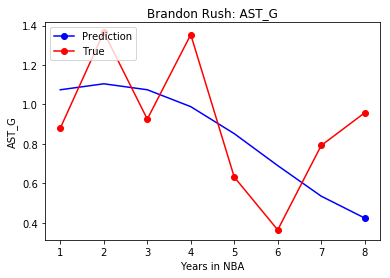 Brandon Rush: AST_G
Prediction
True
1.4
1.2
1.0
0.8
0.6
0.4
AST_G
1 2 3 4 5 6 7 8
Years in NBA